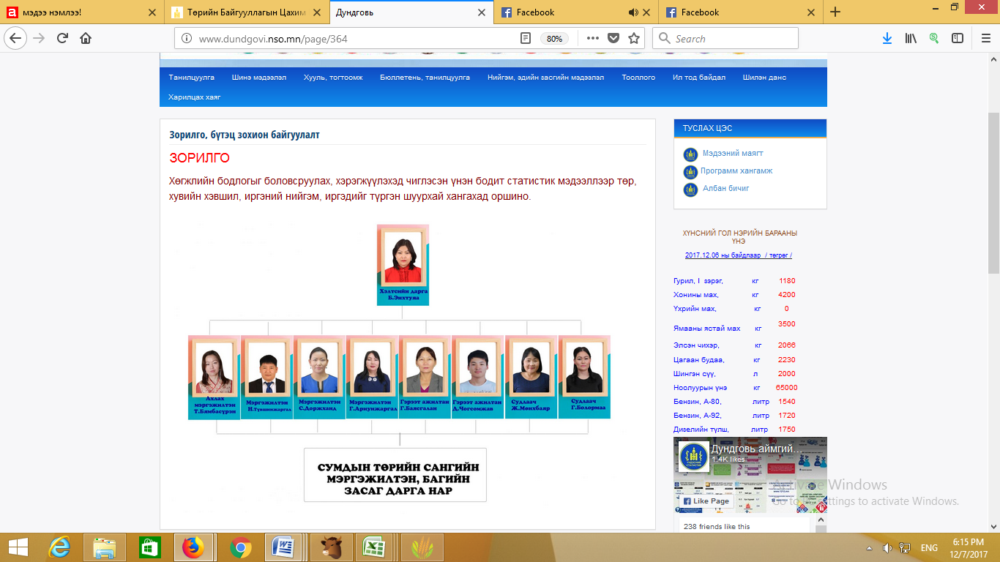 мэдээ нэмлээ!
Төрийн Байгууллагын Цахим
Дундговь
Facebook
Facebook
www.dundgovi.nso.mn/page/364
80%
Search
Танилцуулга
Шинэ мэдээлэл
Хууль, тогтоомж
Бюллетень, танилцуулга
Нийгэм, эдийн засгийн мэдээлэл
Тооллого
Ил тод байдал
Шилэн данс
Харилцах хаяг
Зорилго, бүтэц зохион байгуулалт
ЗОРИЛГО
Хөгжлийн бодлогыг боловсруулах, хэрэгжүүлэхэд чиглэсэн үнэн бодит статистик мэдээллээр төр,
хувийн хэвшил, иргэний нийгэм, иргэдийг түргэн шуурхай хангахад оршино.
Хэлтсийн дарга
Б.Энхтуяа
Ахлах
мэргэжилтэн
Т.Бямбасүрэн
Мэргэжилтэн
Н.Түвшинжаргал
Мэргэжилтэн
С.Доржханд
Мэргэжилтэн
Г.Ариунжаргал
Гэрээт ажилтан
Г.Баясгалан
Гэрээт ажилтан
Д.Чогсомжав
Судлаач
Ж.Мөнхбаяр
Судлаач
Г.Болормаа
СУМДЫН ТӨРИЙН САНГИЙН
МЭРГЭЖИЛТЭН, БАГИЙН
ЗАСАГ ДАРГА НАР
ТУСЛАХ ЦЭС
Мэдээний маягт
Программ хангамж
Албан бичиг
ХҮНСНИЙ ГОЛ НЭРИЙН БАРААНЫ
ҮНЭ
2017.12.06 ны байдлаар / төгрөг /
Гурил, I зэрэг, кг 1180
Хонины мах, кг 4200
Үхрийн мах, кг 0
Ямааны ястай мах кг 3500
Элсэн чихэр, кг 2066
Цагаан будаа, кг 2230
Шингэн сүү, л 2000
Ноолуурын үнэ кг 65000
Бензин, А-80, литр 1540
Бензин, А-92, литр 1720
Дизелийн түлш, литр 1750
Дундговь аймгий...
1.4K likes
Like Page
238 friends like this
Activate Windows
Go to PC settings to activate Windows.
ENG
6:15 PM
12/7/2017